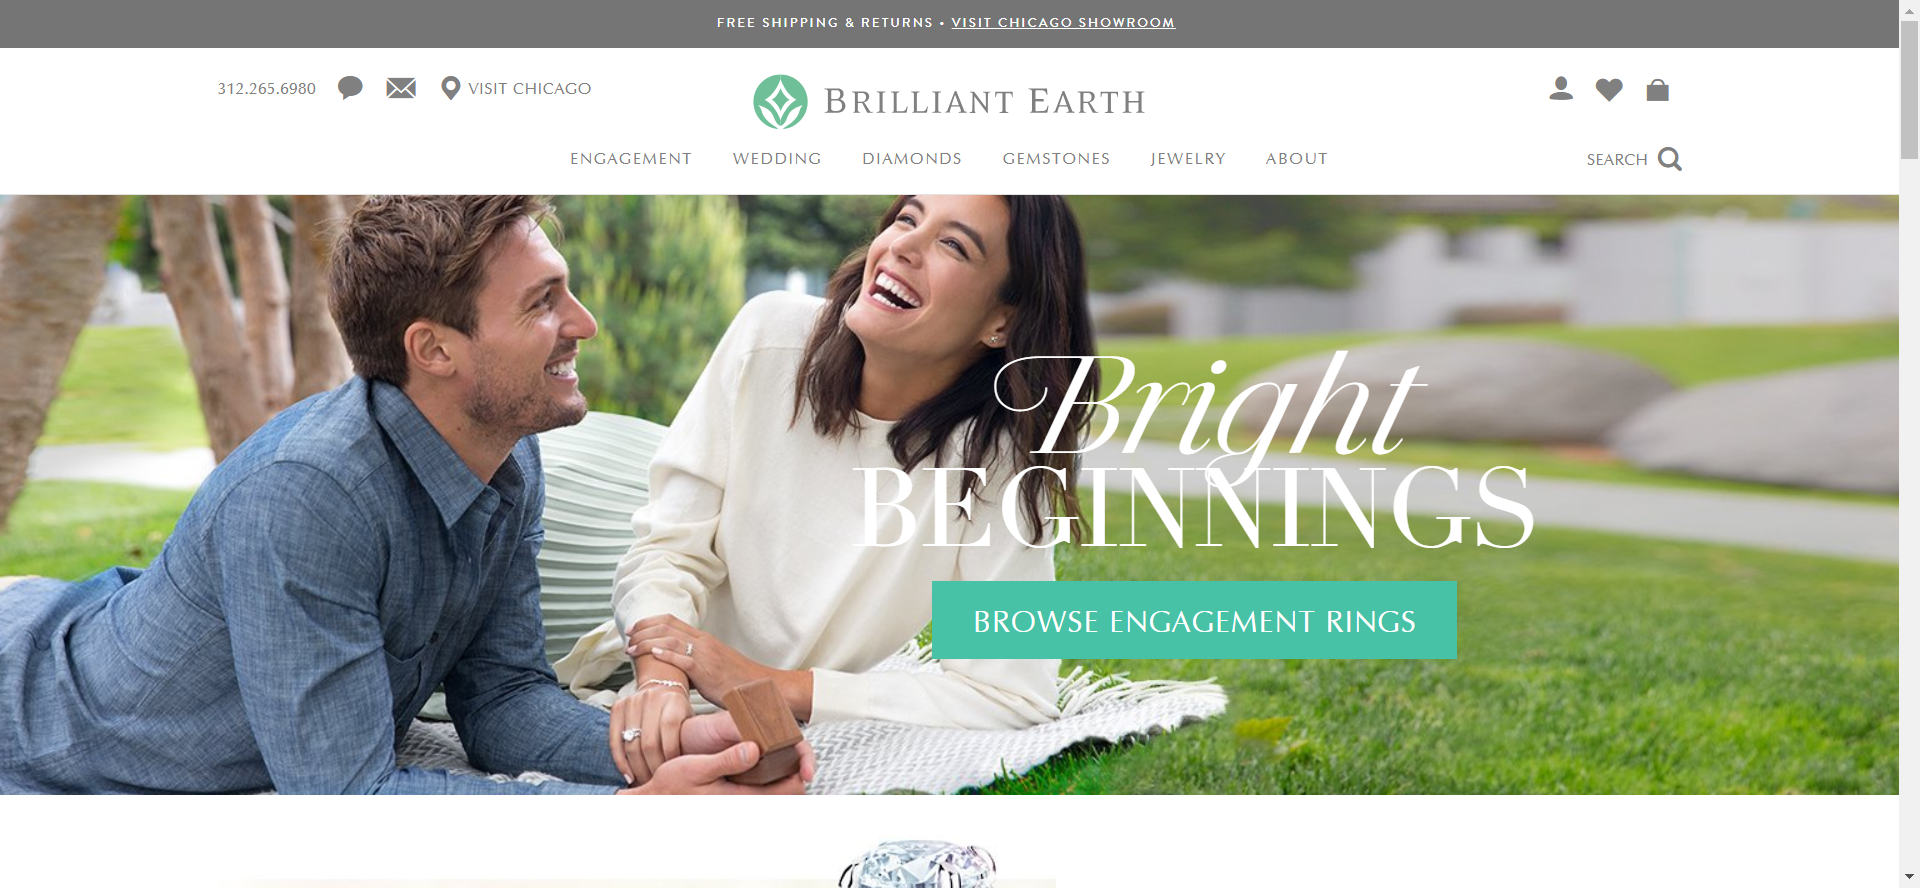 FREE SHIPPING & RETURNS • VISIT CHICAGO SHOWROOM
312.265.6980 VISIT CHICAGO
BRILLIANT EARTH
ENGAGEMENT WEDDING DIAMONDS GEMSTONES JEWELRY ABOUT
SEARCH
Bright
BEGINNINGS
BROWSE ENGAGEMENT RINGS